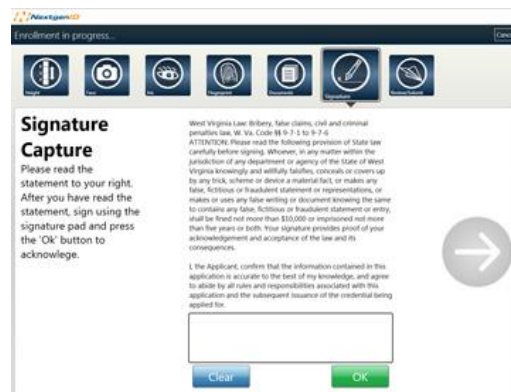 NextgenID
Enrollment in progress...
Height
Face
Iris
Fingerprint
Documents
Signature
Review/Submit
Signature
Capture
Please read the
statement to your right.
After you have read the
statement, sign using the
signature pad and press
the 'Ok' button to
acknowlege.
West Virginia Law: Bribery, false claims, civil and criminal
penalties law, W. Va. Code §§ 9-7-1 to 9-7-6
ATTENTION: Please read the following provision of State law
carefully before signing. Whoever, in any matter within the
jurisdiction of any department or agency of the State of West
Virginia knowingly and willfully falsifies, conceals or covers up
by any trick, scheme or device a material fact, or makes any
false, fictitious or fraudulent statement or representations, or
makes or uses any false writing or document knowing the same
to contains any false, fictitious or fraudulent statement or entry,
shall be fined not more than $10,000 or imprisoned not more
than five years or both. Your signature provides proof of your
acknowledgement and acceptance of the law and its
consequences.
I, the Applicant, confirm that the information contained in this
application is accurate to the best of my knowledge, and agree
to abide by all rules and responsibilities associated with this
application and the subsequent issuance of the credential being
applied for.
Clear
OK